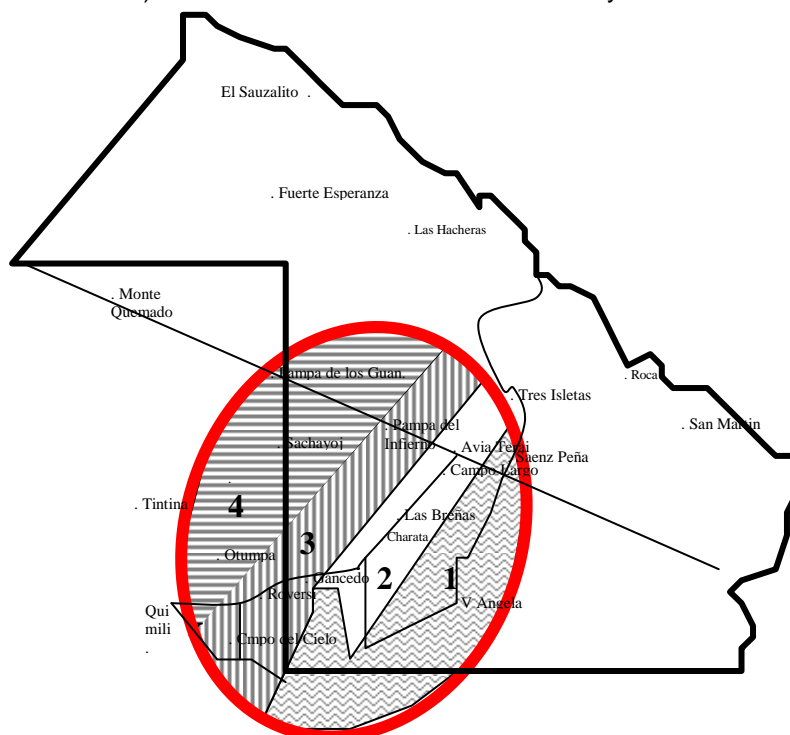 El Sauzalito .
. Fuerte Esperanza
. Las Hacheras
. Monte
Quemado
. Pampa de los Guan.
. Roca
. Tres Isletas
. San Martin
. Pampa del
Infierno
. Sachayoj
. Avia Terai
Saenz Peña
. Campo Largo
. Tintina
4
. Las Breñas
Charata
3
. Otumpa
. Gancedo
2
1
. Roversi
V Angela
Qui
mili
.
. Cmpo del Cielo